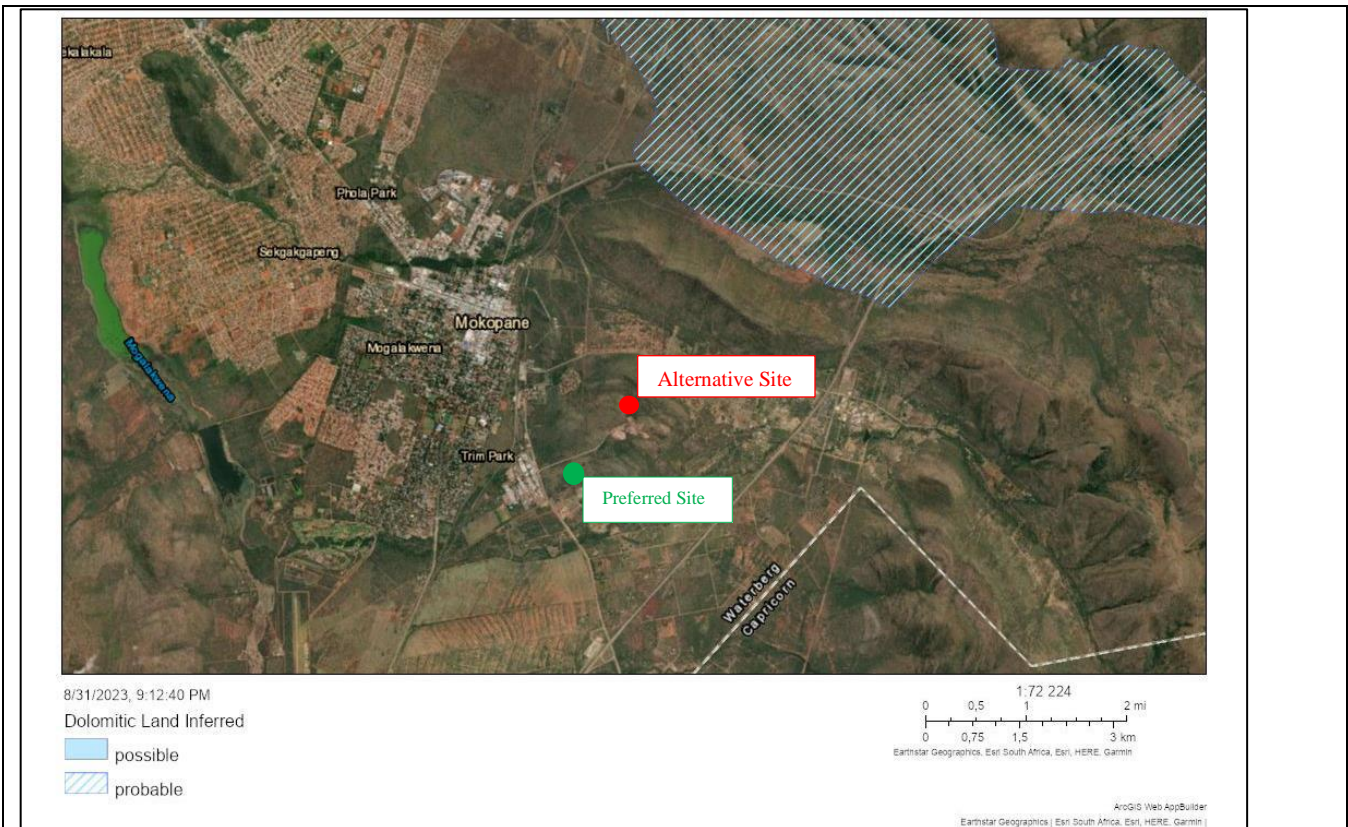 ekalakala
Phola Park
Sekgakgapeng
Mokopane
Mogalakwena
Mogalakwena
Alternative Site
Trim Park
Preferred Site
Waterberg
Capricorn
8/31/2023, 9:12:40 PM
Dolomitic Land Inferred
possible
probable
1:72 224
0 0,5 1 2 mi
0 0,75 1,5 3 km
Earthstar Geographics, Esri South Africa, Esri, HERE, Garmin
ArcGIS Web AppBuilder
Earthstar Geographics | Esri South Africa, Esri, HERE, Garmin |